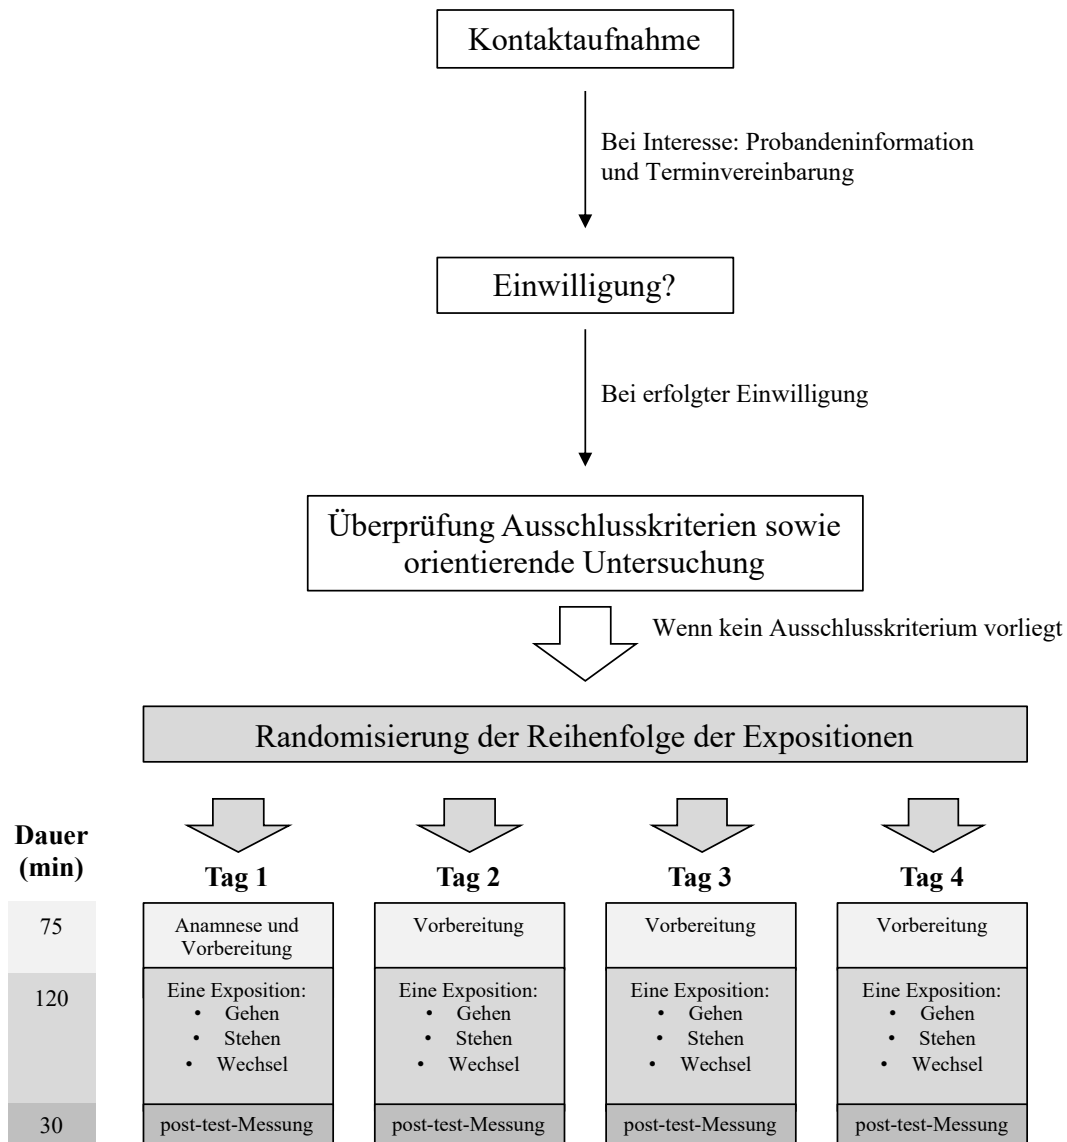 Kontaktaufnahme
Bei Interesse: Probandeninformation
und Terminvereinbarung
Einwilligung?
Bei erfolgter Einwilligung
Überprüfung Ausschlusskriterien sowie
orientierende Untersuchung
Wenn kein Ausschlusskriterium vorliegt
Randomisierung der Reihenfolge der Expositionen
Dauer
(min)
Tag 1
Tag 2
Tag 3
Tag 4
75
Anamnese und
Vorbereitung
Vorbereitung
Vorbereitung
Vorbereitung
120
Eine Exposition:
• Gehen
• Stehen
• Wechsel
Eine Exposition:
• Gehen
• Stehen
• Wechsel
Eine Exposition:
• Gehen
• Stehen
• Wechsel
Eine Exposition:
• Gehen
• Stehen
• Wechsel
30
post-test-Messung
post-test-Messung
post-test-Messung
post-test-Messung